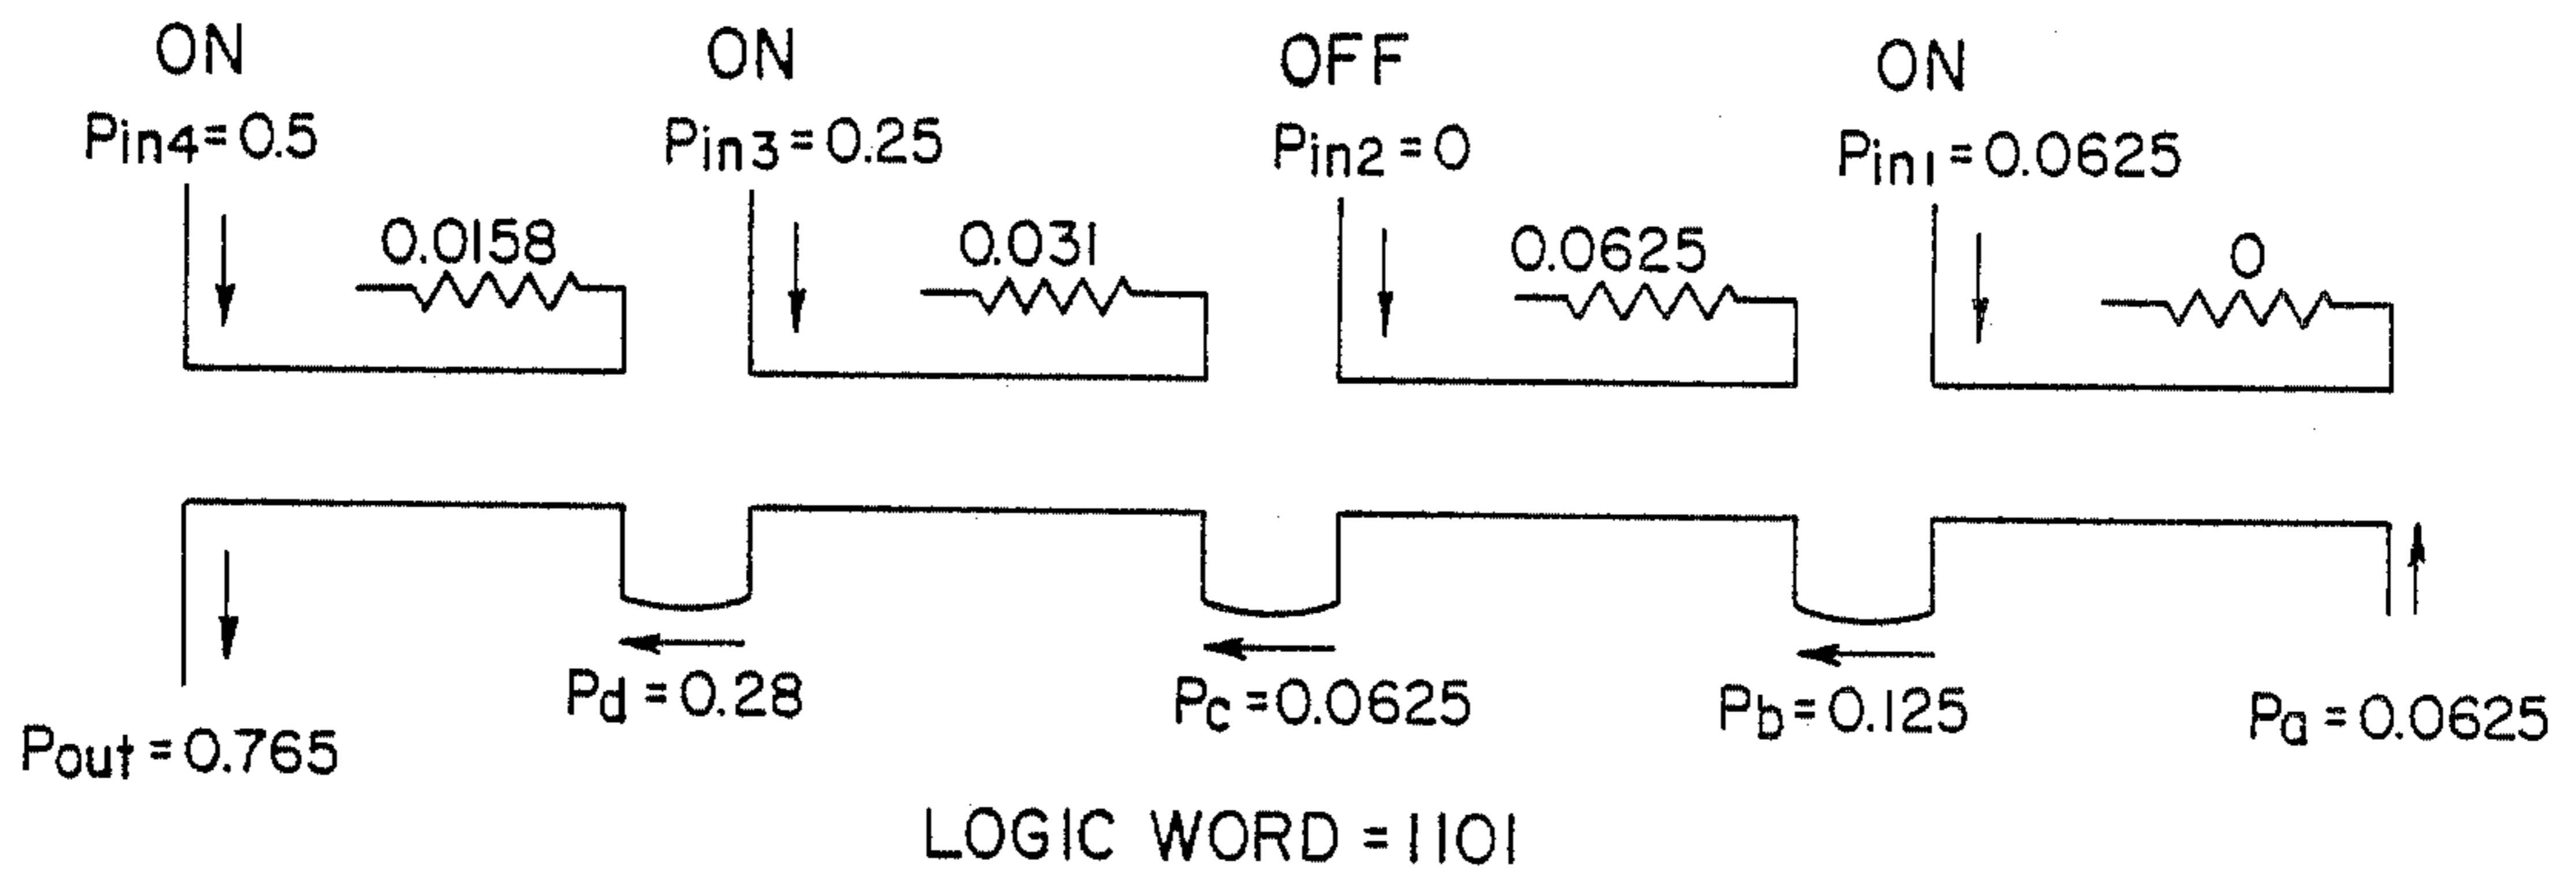 ON ON OFF ON
Pin4=0.5 Pin3=0.25 Pin2=0 Pin1=0.0625
0.0158 0.031 0.0625 0
Pd=0.28 Pc=0.0625 Pb=0.125 Pa=0.0625
Pout=0.765
LOGIC WORD=1101